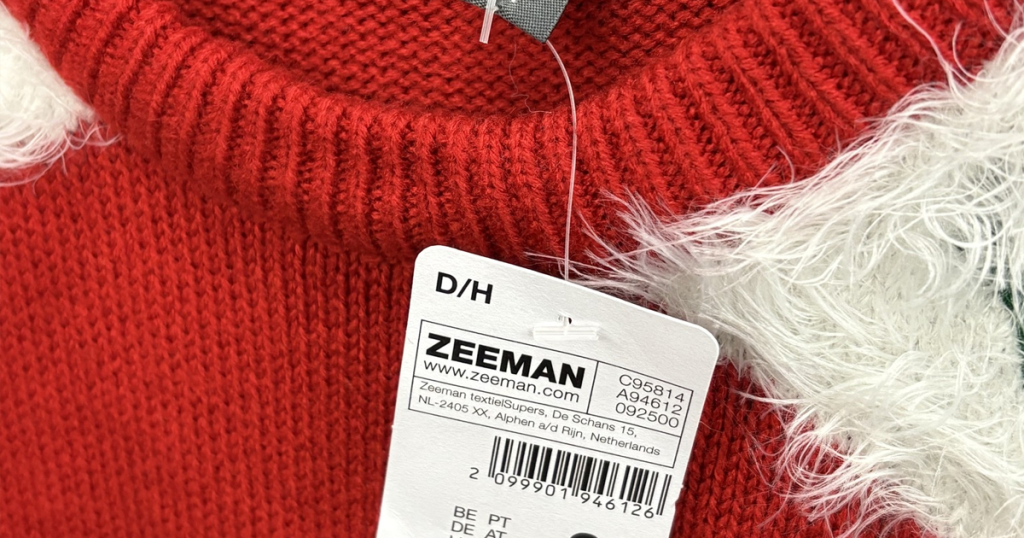 D/H
ZEEMAN
www.zeeman.com
C95814
A94612
092500
Zeeman textielSupers, De Schans 15,
NL-2405 XX, Alphen a/d Rijn, Netherlands
2 099901 946126
BE PT
DE AT